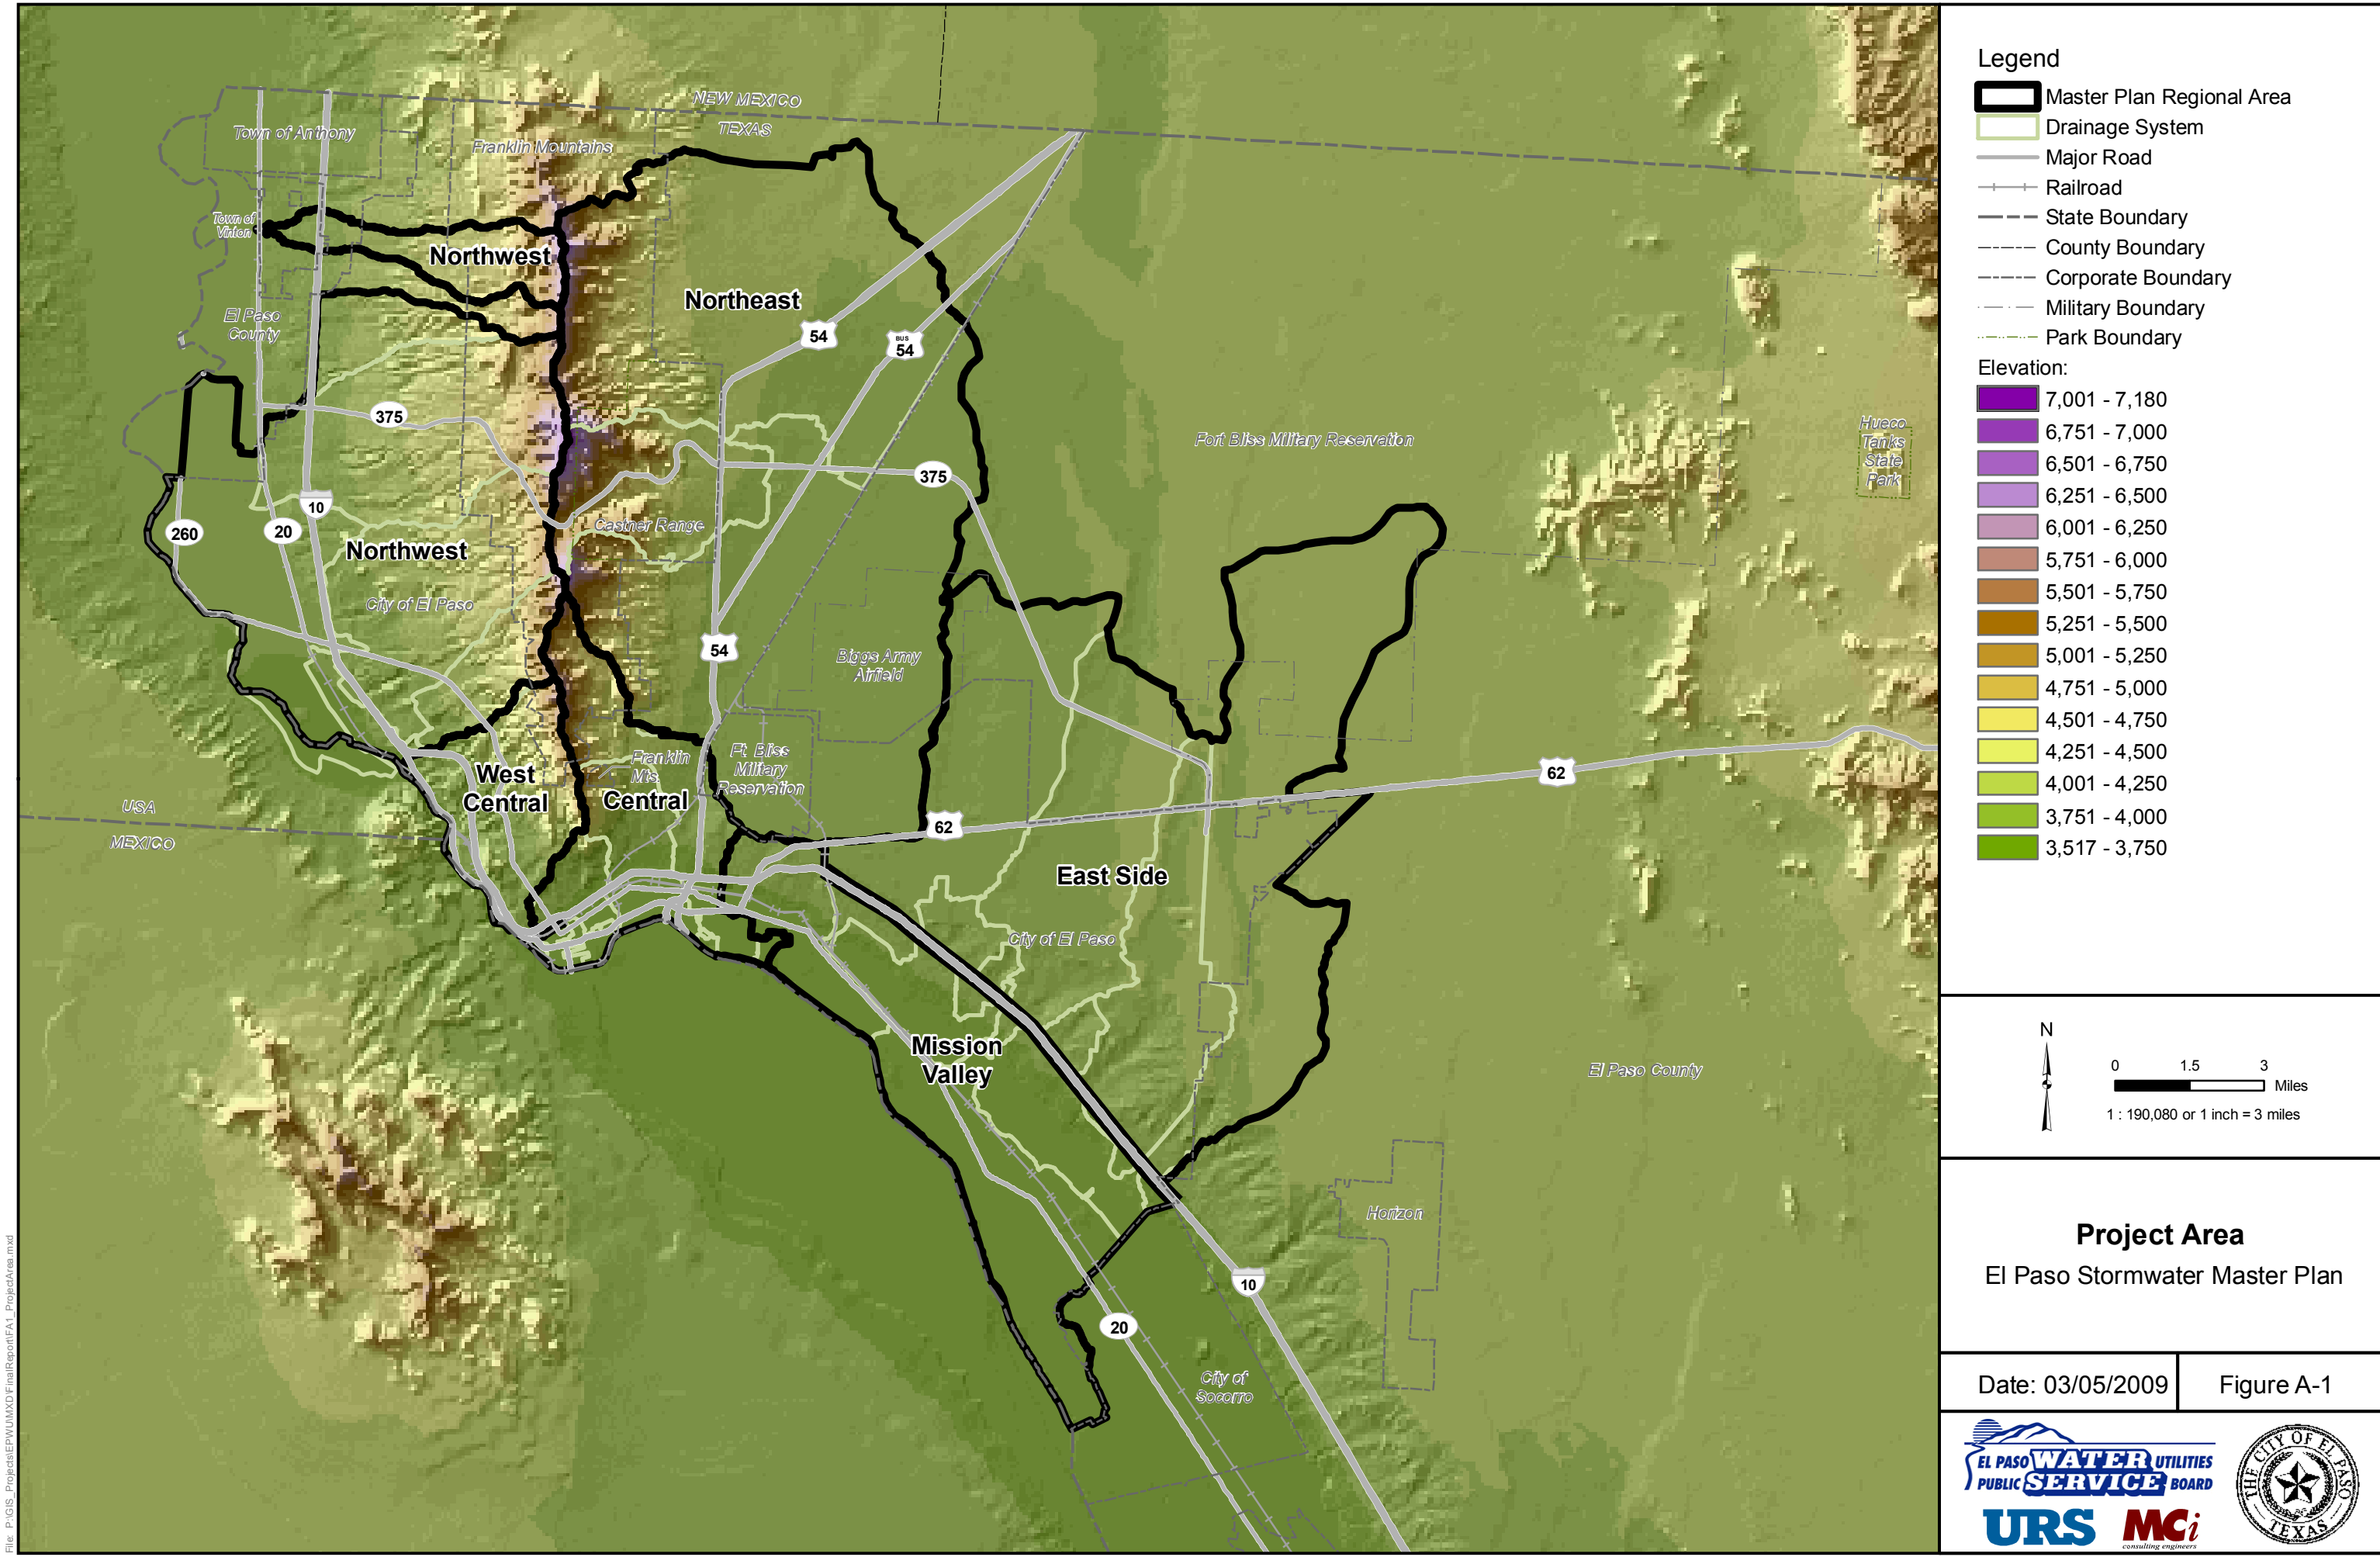 NEW MEXICO
TEXAS
Town of Anthony
Franklin Mountains
Town of
Vinton
Northwest
Northeast
El Paso
County
54
BUS
54
375
375
Fort Bliss Military Reservation
Hueco
Tanks
State
Park
10
260
20
Castner Range
Northwest
City of El Paso
54
Biggs Army
Airfield
Franklin
Mts.
Ft. Bliss
Military
Reservation
West
Central
Central
62
62
USA
MEXICO
East Side
City of El Paso
Mission
Valley
El Paso County
Horizon
10
20
City of
Socorro
File: P:\GIS_Projects\EPWU\MXD\FinalReport\FA1_ProjectArea.mxd
Legend
Master Plan Regional Area
Drainage System
Major Road
Railroad
State Boundary
County Boundary
Corporate Boundary
Military Boundary
Park Boundary
Elevation:
7,001 - 7,180
6,751 - 7,000
6,501 - 6,750
6,251 - 6,500
6,001 - 6,250
5,751 - 6,000
5,501 - 5,750
5,251 - 5,500
5,001 - 5,250
4,751 - 5,000
4,501 - 4,750
4,251 - 4,500
4,001 - 4,250
3,751 - 4,000
3,517 - 3,750
N
0 1.5 3
Miles
1 : 190,080 or 1 inch = 3 miles
Project Area
El Paso Stormwater Master Plan
Date: 03/05/2009
Figure A-1
EL PASO WATER UTILITIES
PUBLIC SERVICE BOARD
URS
MCi
consulting engineers
THE CITY OF EL PASO
TEXAS